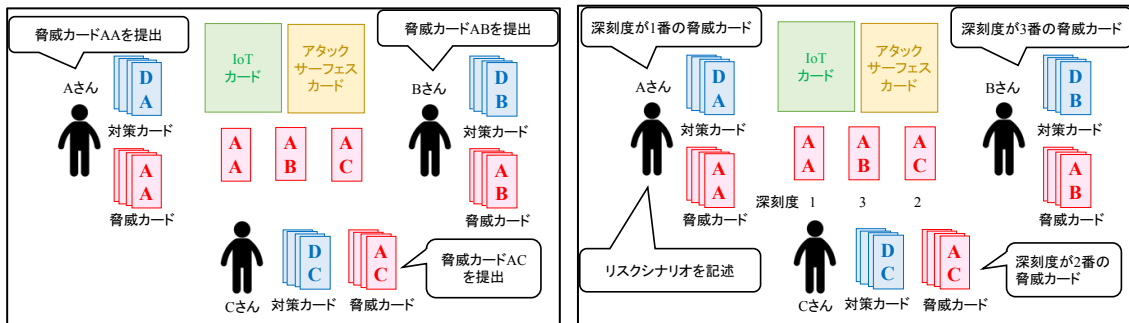 脅威カードAAを提出
Aさん
D
A
対策カード
A
A
脅威カード
IoT
カード
アタック
サーフェス
カード
A
A
A
B
A
C
脅威カードABを提出
Bさん
D
B
対策カード
A
B
脅威カード
Cさん
D
C
対策カード
A
C
脅威カード
脅威カードAC
を提出
深刻度が1番の脅威カード
Aさん
D
A
対策カード
A
A
脅威カード
リスクシナリオを記述
IoT
カード
アタック
サーフェス
カード
A
A
A
B
A
C
深刻度 1 3 2
深刻度が3番の脅威カード
Bさん
D
B
対策カード
A
B
脅威カード
Cさん
D
C
対策カード
A
C
脅威カード
深刻度が2番の
脅威カード